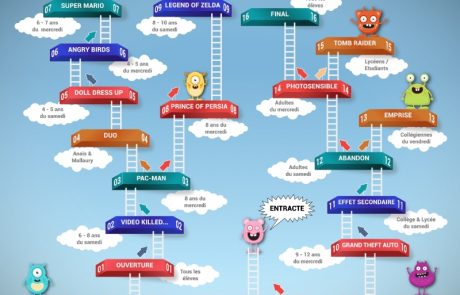 07 SUPER MARIO 07
6 - 7 ans
du mercredi
06 ANGRY BIRDS 06
4 - 5 ans
du mercredi
05 DOLL DRESS UP 05
4 - 5 ans
du samedi
04 DUO 04
Anaïs &
Mallaury
03 PAC-MAN 03
8 ans du
mercredi
02 VIDEO KILLED... 02
6 - 8 ans
du samedi
01 OUVERTURE 01
Tous les
élèves
09 LEGEND OF ZELDA 09
8 - 10 ans
du samedi
08 PRINCE OF PERSIA 08
8 ans du
mercredi
ENTRACTE
élèves
16 FINAL 16
15 TOMB RAIDER 15
Lycéens /
Etudiants
14 PHOTOSENSIBLE 14
Adultes du
mercredi
13 EMPRISE 13
Collégiennes
du vendredi
12 ABANDON 12
Adultes du
samedi
11 EFFET SECONDAIRE 11
Collège & Lycée
du samedi
10 GRAND THEFT AUTO 10
9 - 12 ans
du mercredi